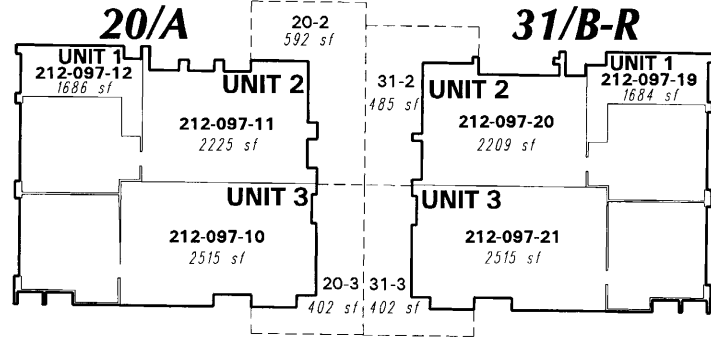 20/A
20-2
592 sf
31/B-R
UNIT 1
212-097-12
1686 sf
UNIT 2
212-097-11
2225 sf
31-2
485 sf
UNIT 2
212-097-20
2209 sf
UNIT 1
212-097-19
1684 sf
UNIT 3
212-097-10
2515 sf
20-3
402 sf
31-3
402 sf
UNIT 3
212-097-21
2515 sf